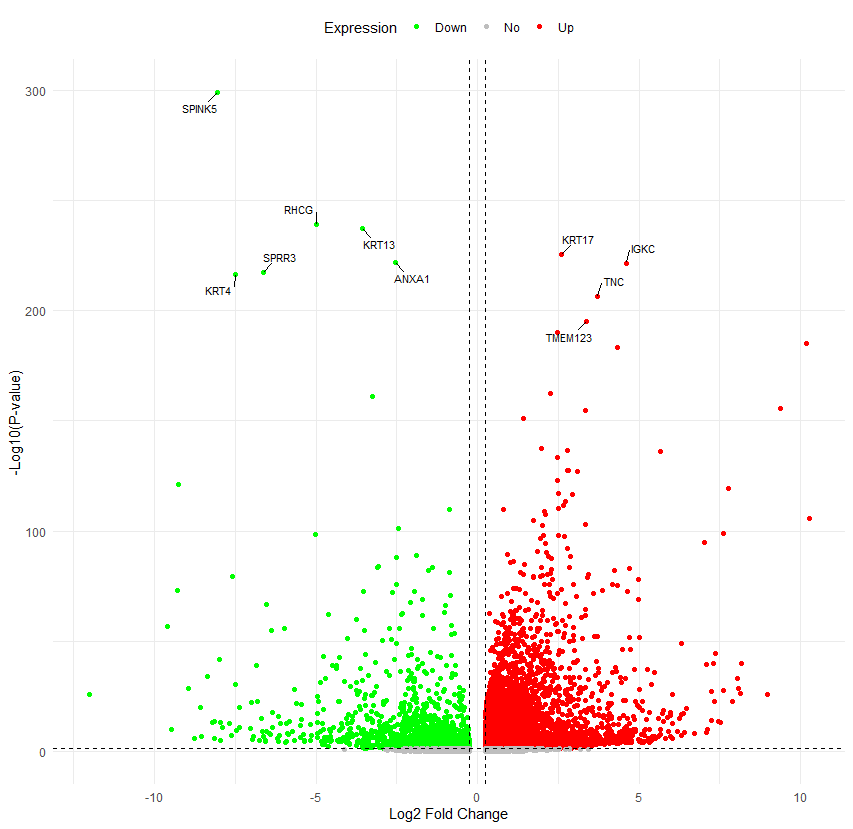 Expression Down No Up
300
SPINK5
RHCG
KRT13
KRT17
IGKC
SPRR3
ANXA1
TNC
KRT4
200
TMEM123
-Log10(P-value)
100
0
-10 -5 0 5 10
Log2 Fold Change